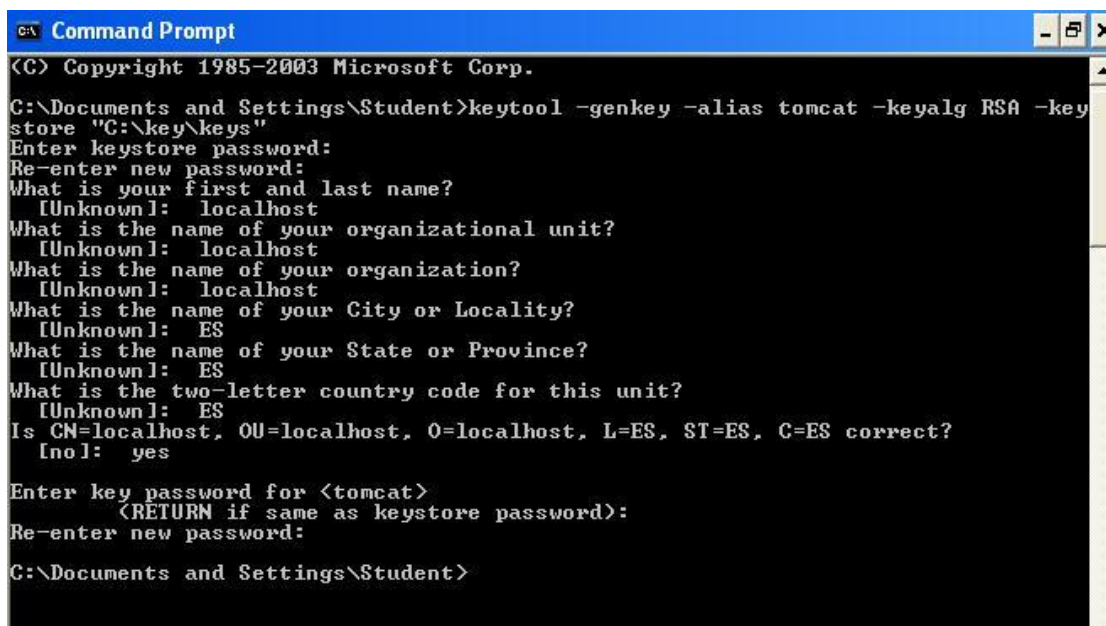 Command Prompt
(C) Copyright 1985-2003 Microsoft Corp.
C:\Documents and Settings\Student>keytool -genkey -alias tomcat -keyalg RSA -key
store "C:\key\keys"
Enter keystore password:
Re-enter new password:
What is your first and last name?
  [Unknown]:  localhost
What is the name of your organizational unit?
  [Unknown]:  localhost
What is the name of your organization?
  [Unknown]:  localhost
What is the name of your City or Locality?
  [Unknown]:  ES
What is the name of your State or Province?
  [Unknown]:  ES
What is the two-letter country code for this unit?
  [Unknown]:  ES
Is CN=localhost, OU=localhost, O=localhost, L=ES, ST=ES, C=ES correct?
  [no]:  yes
Enter key password for <tomcat>
        (RETURN if same as keystore password):
Re-enter new password:
C:\Documents and Settings\Student>